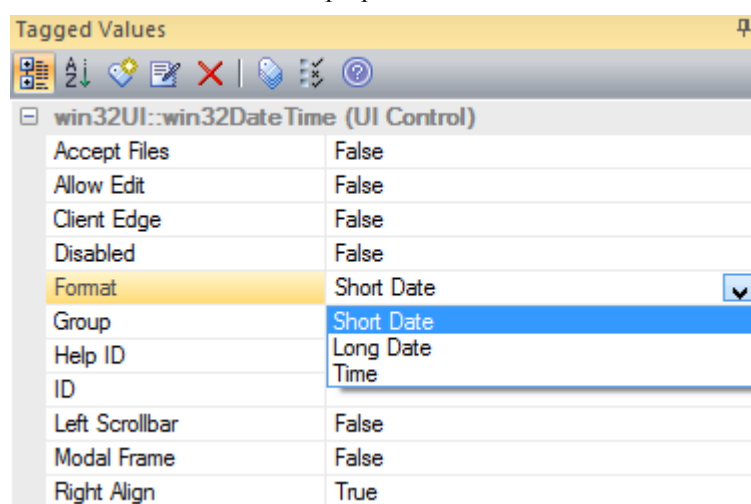 Tagged Values
win32UI::win32DateTime (UI Control)
Accept Files False
Allow Edit False
Client Edge False
Disabled False
Format Short Date
Group Short Date
Help ID Long Date
Time
ID
Left Scrollbar False
Modal Frame False
Right Align True